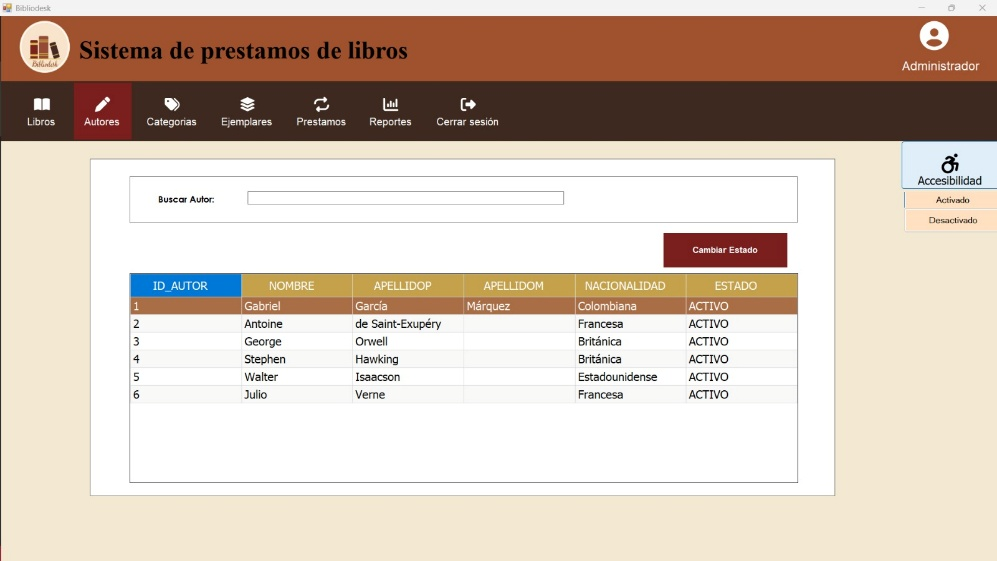 Bibliodesk
Bibliodesk
Sistema de prestamos de libros
Administrador
Libros Autores Categorias Ejemplares Prestamos Reportes Cerrar sesión
Accesibilidad
Activado
Desactivado
Buscar Autor:
Cambiar Estado
ID_AUTOR NOMBRE APELLIDOP APELLIDOM NACIONALIDAD ESTADO
1 Gabriel García Márquez Colombiana ACTIVO
2 Antoine de Saint-Exupéry Francesa ACTIVO
3 George Orwell Británica ACTIVO
4 Stephen Hawking Británica ACTIVO
5 Walter Isaacson Estadounidense ACTIVO
6 Julio Verne Francesa ACTIVO